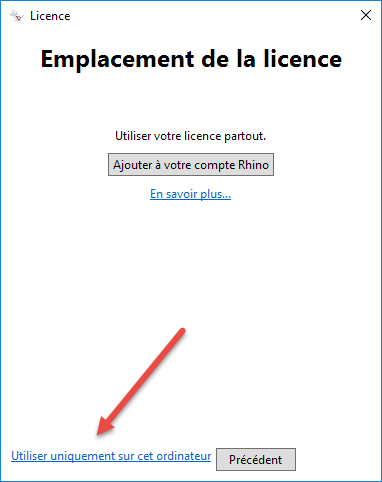 Licence
Emplacement de la licence
Utiliser votre licence partout.
Ajouter à votre compte Rhino
En savoir plus...
Utiliser uniquement sur cet ordinateur
Précédent